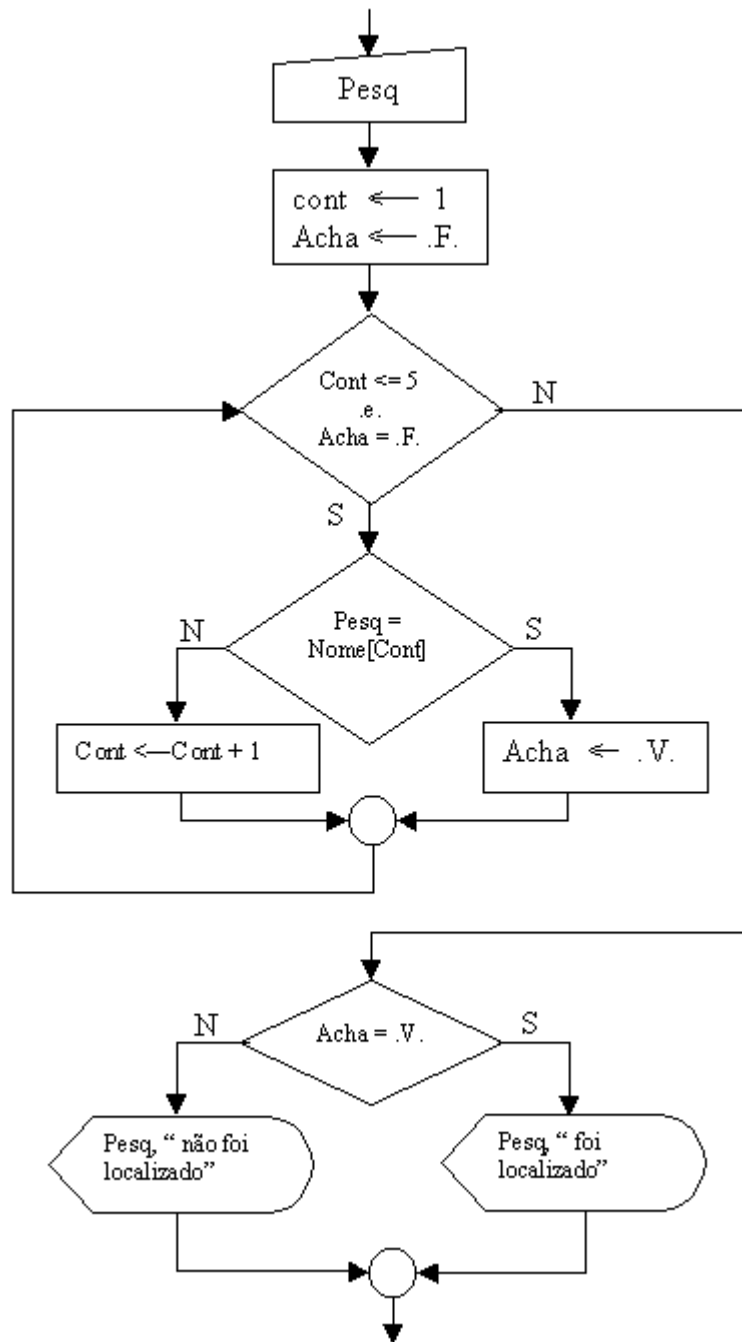 Pesq
cont <— 1
Acha <— .F.
Cont <= 5
.e.
Acha = .F.
N
S
Pesq =
Nome[Cont]
N
S
Cont <—Cont + 1
Acha <— .V.
Acha = .V.
N
S
Pesq, “ não foi
localizado”
Pesq, “ foi
localizado”